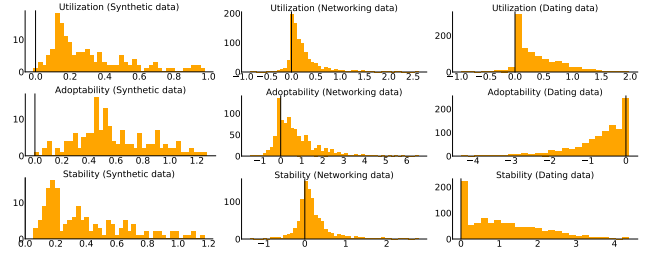 Utilization (Synthetic data) Utilization (Networking data) Utilization (Dating data)
10 0
0.0 0.2 0.4 0.6 0.8 1.0
200 100 0
−1.0 −0.5 0.0 0.5 1.0 1.5 2.0 2.5
200 0
−1.0 −0.5 0.0 0.5 1.0 1.5 2.0
Adoptability (Synthetic data) Adoptability (Networking data) Adoptability (Dating data)
10 0
0.0 0.2 0.4 0.6 0.8 1.0 1.2
100 50 0
−1 0 1 2 3 4 5 6
200 100 0
−4 −3 −2 −1 0
Stability (Synthetic data) Stability (Networking data) Stability (Dating data)
10 0
0.0 0.2 0.4 0.6 0.8 1.0 1.2
150 100 50 0
−1 0 1 2
200 100 0
0 1 2 3 4